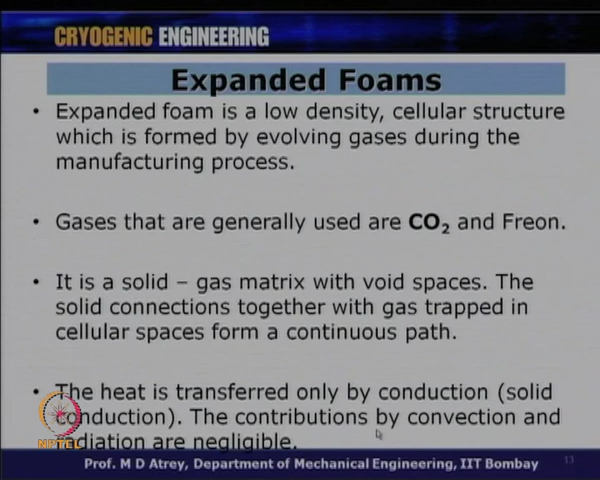 CRYOGENIC ENGINEERING
Expanded Foams
• Expanded foam is a low density, cellular structure
which is formed by evolving gases during the
manufacturing process.
• Gases that are generally used are CO₂ and Freon.
• It is a solid – gas matrix with void spaces. The
solid connections together with gas trapped in
cellular spaces form a continuous path.
• The heat is transferred only by conduction (solid
conduction). The contributions by convection and
radiation are negligible.
NPTEL
Prof. M D Atrey, Department of Mechanical Engineering, IIT Bombay
13